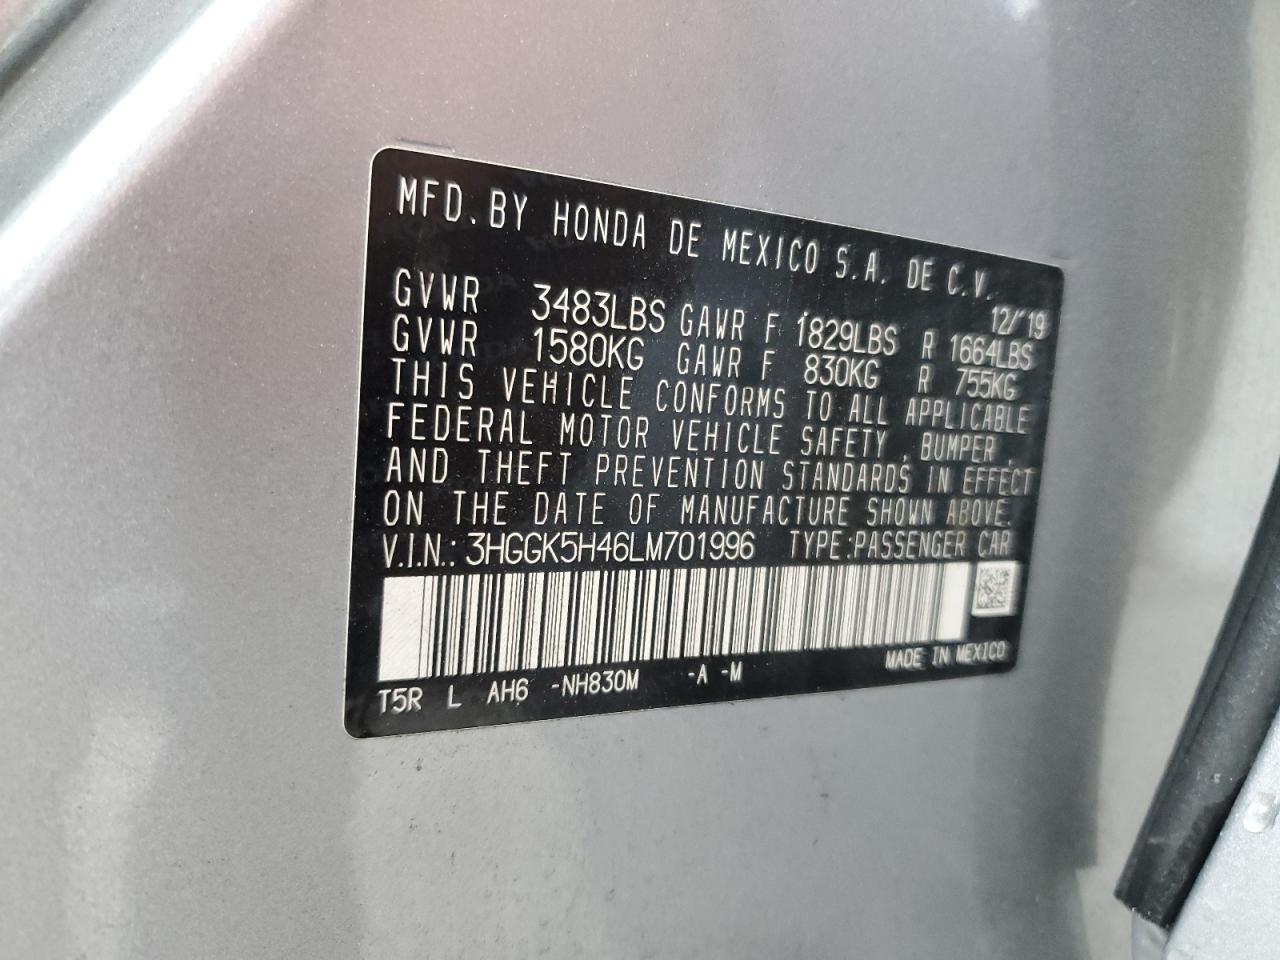 MFD. BY HONDA DE MEXICO S.A. DE C.V.
12/'19
GVWR 3483LBS GAWR F 1829LBS R 1664LBS
GVWR 1580KG GAWR F 830KG R 755KG
THIS VEHICLE CONFORMS TO ALL APPLICABLE
FEDERAL MOTOR VEHICLE SAFETY, BUMPER,
AND THEFT PREVENTION STANDARDS IN EFFECT
ON THE DATE OF MANUFACTURE SHOWN ABOVE.
V.I.N.: 3HGGK5H46LM701996 TYPE:PASSENGER CAR
MADE IN MEXICO
T5R L AH6 -NH830M -A -M